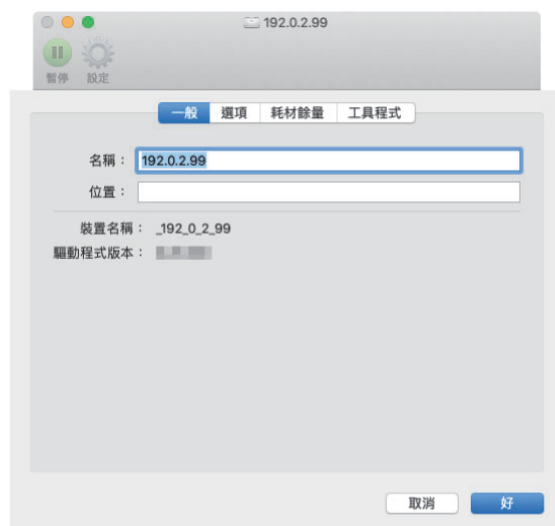 192.0.2.99
暫停 設定
一般 選項 耗材餘量 工具程式
名稱： 192.0.2.99
位置：
裝置名稱： _192_0_2_99
驅動程式版本：
取消 好